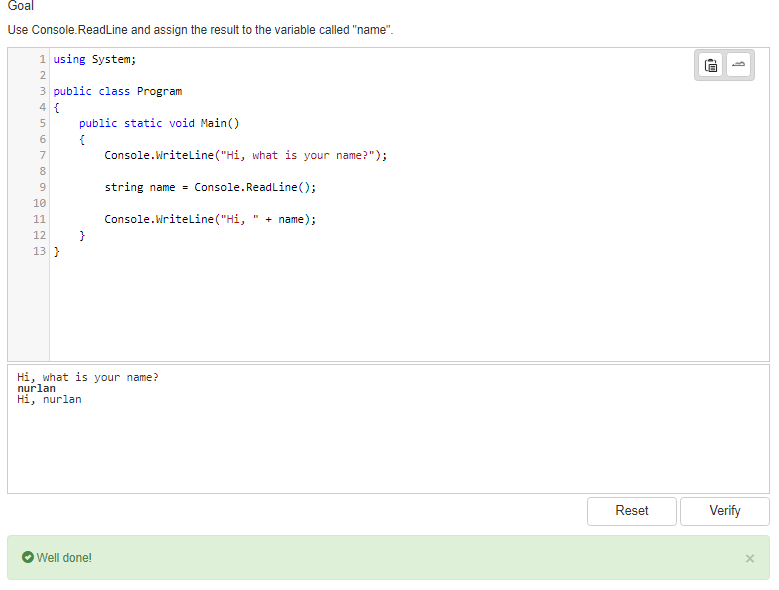 Goal
Use Console.ReadLine and assign the result to the variable called "name".
1 using System;
2
3 public class Program
4 {
5     public static void Main()
6     {
7         Console.WriteLine("Hi, what is your name?");
8
9         string name = Console.ReadLine();
10
11         Console.WriteLine("Hi, " + name);
12     }
13 }
Hi, what is your name?
nurlan
Hi, nurlan
Reset Verify
Well done! ×